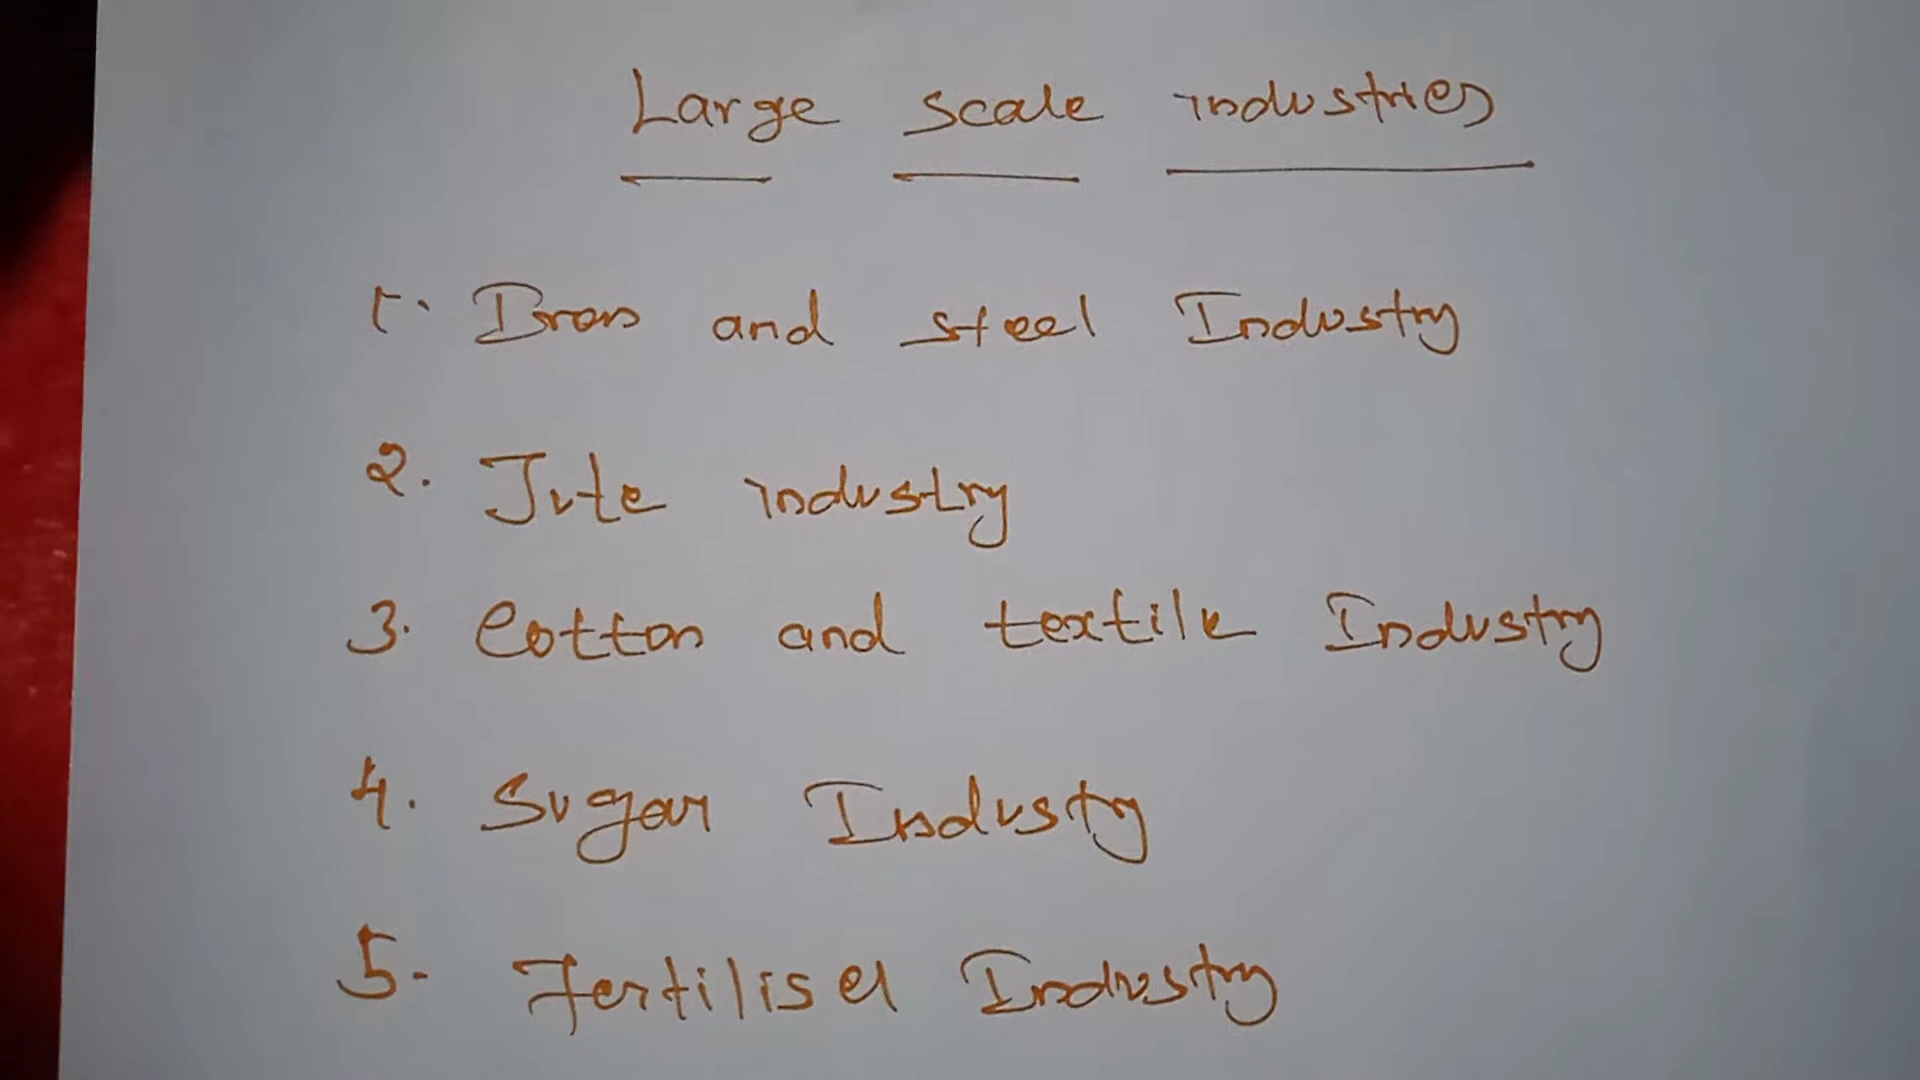 Large scale industries
1. Iron and steel Industry
2. Jute industry
3. Cotton and textile Industry
4. Sugar Industry
5. Fertiliser Industry